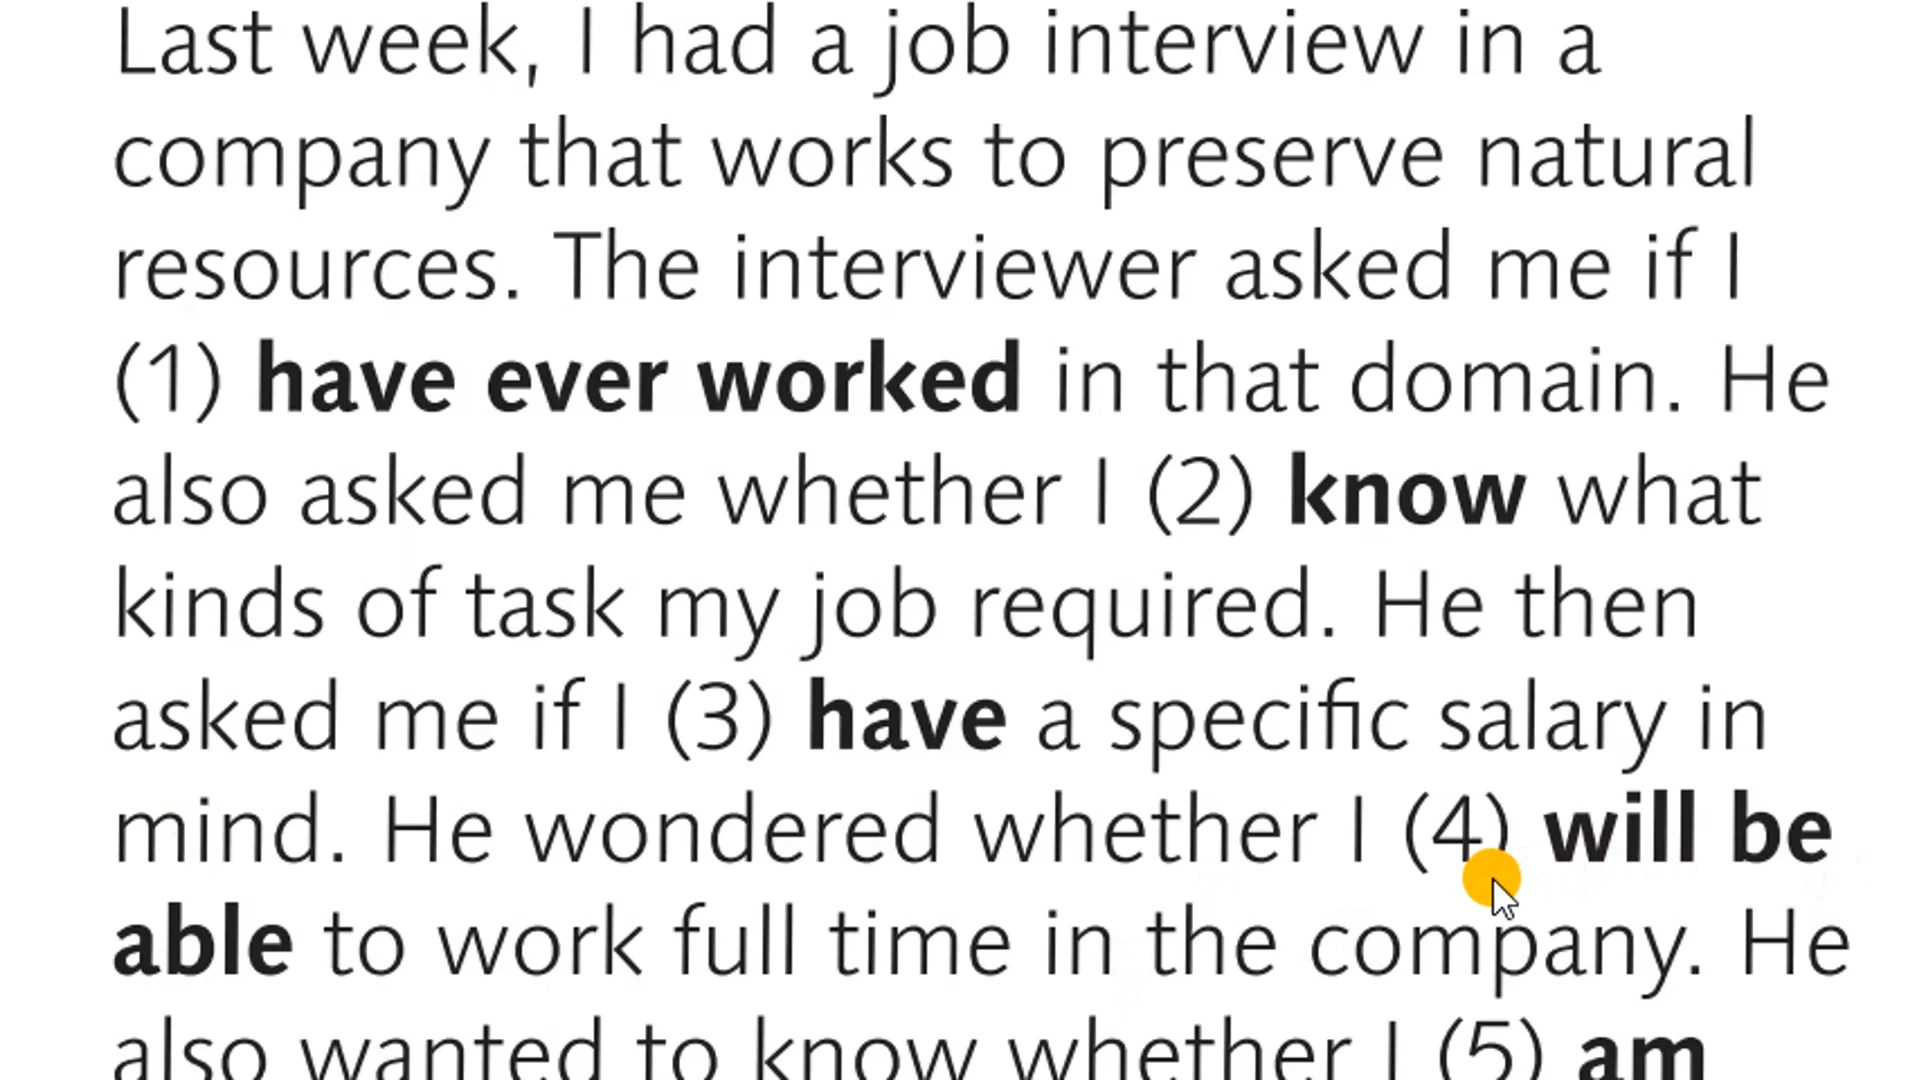 Last week, I had a job interview in a
company that works to preserve natural
resources. The interviewer asked me if I
(1) have ever worked in that domain. He
also asked me whether I (2) know what
kinds of task my job required. He then
asked me if I (3) have a specific salary in
mind. He wondered whether I (4) will be
able to work full time in the company. He
also wanted to know whether I (5) am